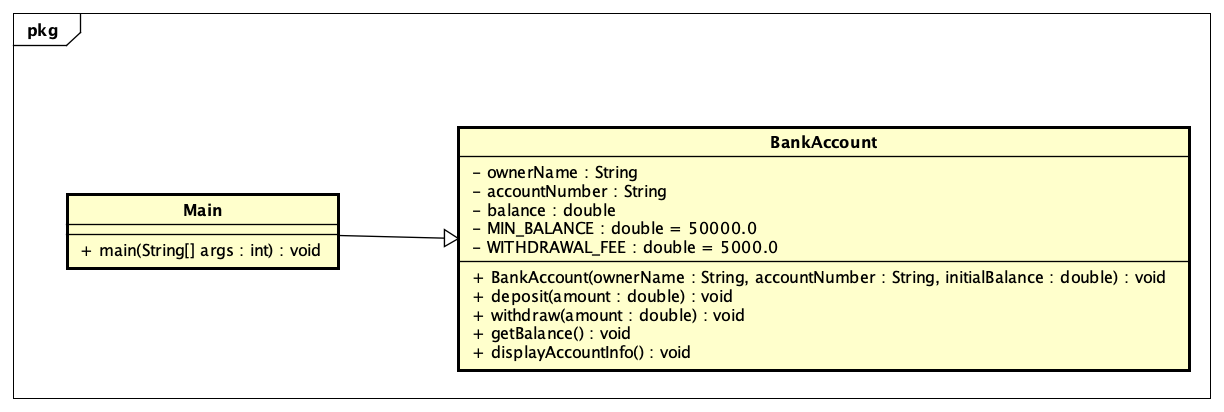 pkg
Main
+ main(String[] args : int) : void
BankAccount
- ownerName : String
- accountNumber : String
- balance : double
- MIN_BALANCE : double = 50000.0
- WITHDRAWAL_FEE : double = 5000.0
+ BankAccount(ownerName : String, accountNumber : String, initialBalance : double) : void
+ deposit(amount : double) : void
+ withdraw(amount : double) : void
+ getBalance() : void
+ displayAccountInfo() : void